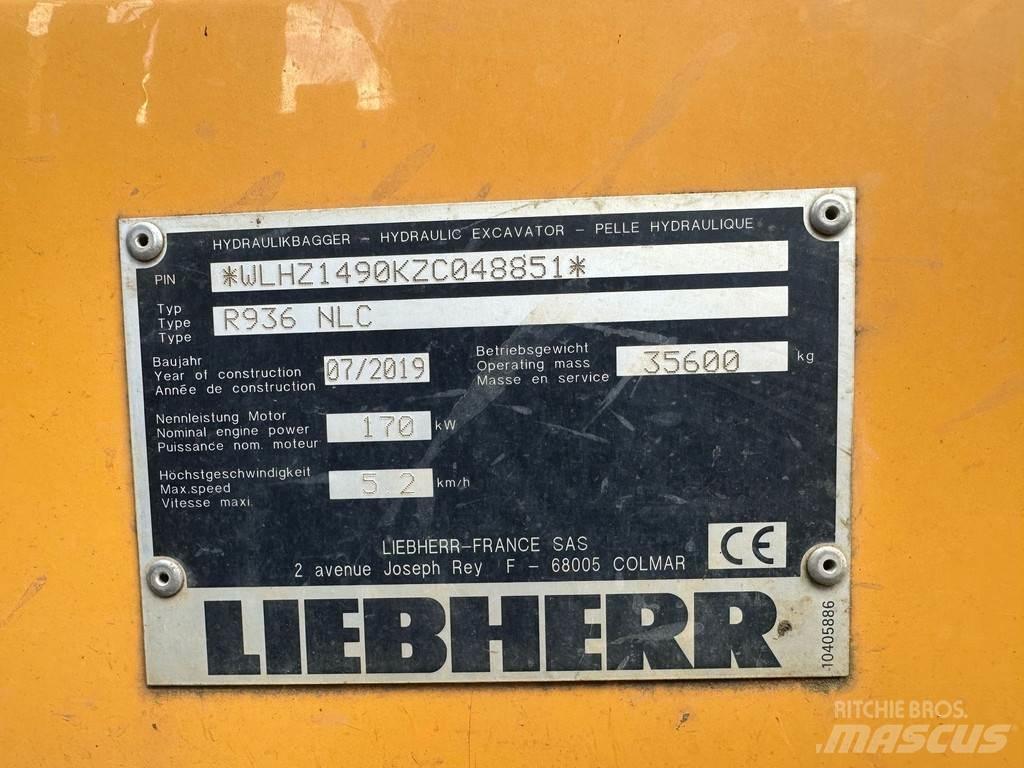 HYDRAULIKBAGGER – HYDRAULIC EXCAVATOR – PELLE HYDRAULIQUE
PIN *WLHZ1490KZC048851*
Typ
Type
Type
R936 NLC
Baujahr
Year of construction
Année de construction
07/2019
Betriebsgewicht
Operating mass
Masse en service
35600 kg
Nennleistung Motor
Nominal engine power
Puissance nom. moteur
170 kW
Höchstgeschwindigkeit
Max.speed
Vitesse maxi.
5 2 km/h
LIEBHERR–FRANCE SAS
2 avenue Joseph Rey F – 68005 COLMAR
CE
LIEBHERR
10405886
RITCHIE BROS.
MASCUS